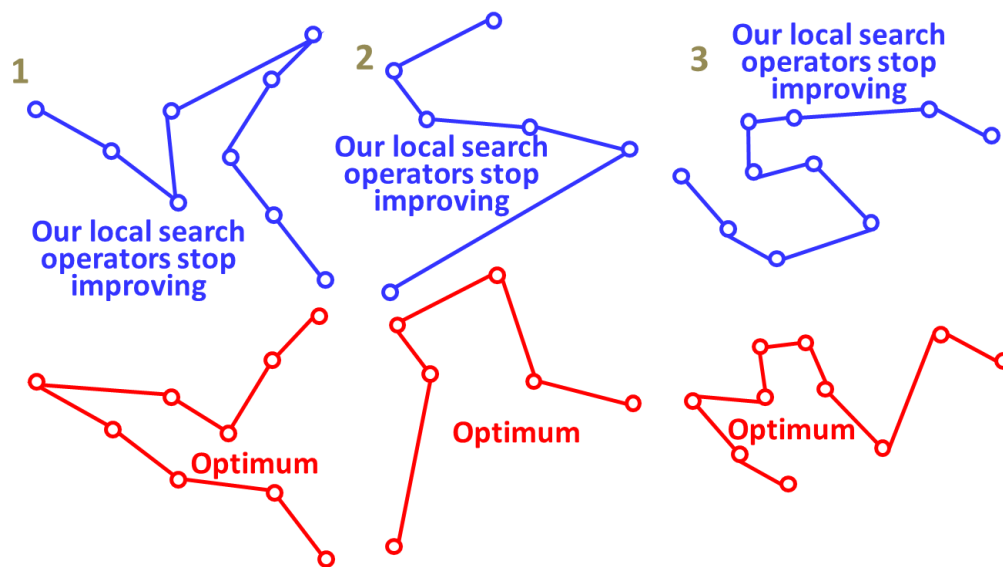 1
Our local search
operators stop
improving
2
Our local search
operators stop
improving
3
Our local search
operators stop
improving
Optimum
Optimum
Optimum